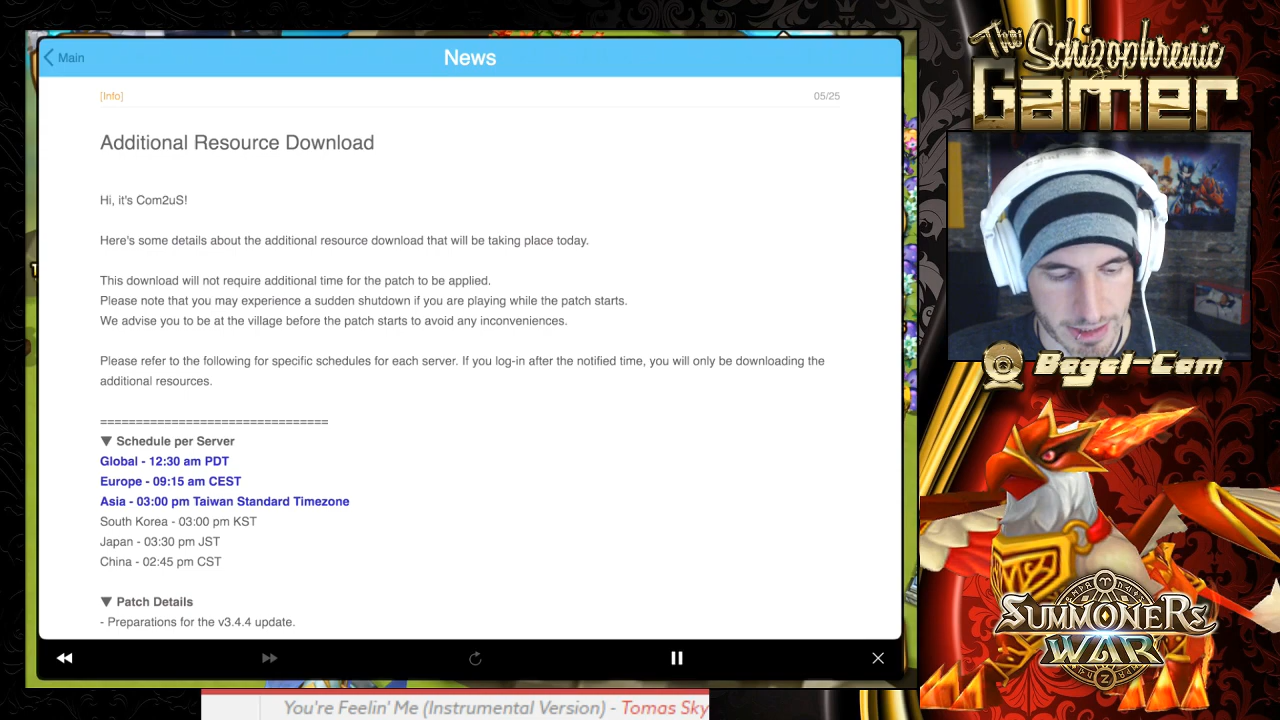 Main
News
[Info]
05/25
Additional Resource Download
Hi, it's Com2uS!
Here's some details about the additional resource download that will be taking place today.
This download will not require additional time for the patch to be applied.
Please note that you may experience a sudden shutdown if you are playing while the patch starts.
We advise you to be at the village before the patch starts to avoid any inconveniences.
Please refer to the following for specific schedules for each server. If you log-in after the notified time, you will only be downloading the
additional resources.
================================
▼ Schedule per Server
Global - 12:30 am PDT
Europe - 09:15 am CEST
Asia - 03:00 pm Taiwan Standard Timezone
South Korea - 03:00 pm KST
Japan - 03:30 pm JST
China - 02:45 pm CST
▼ Patch Details
- Preparations for the v3.4.4 update.
You're Feelin' Me (Instrumental Version) - Tomas Sky
The Schizophrenic
Gamer
Bagel-Cam
SUMMONERS
WAR